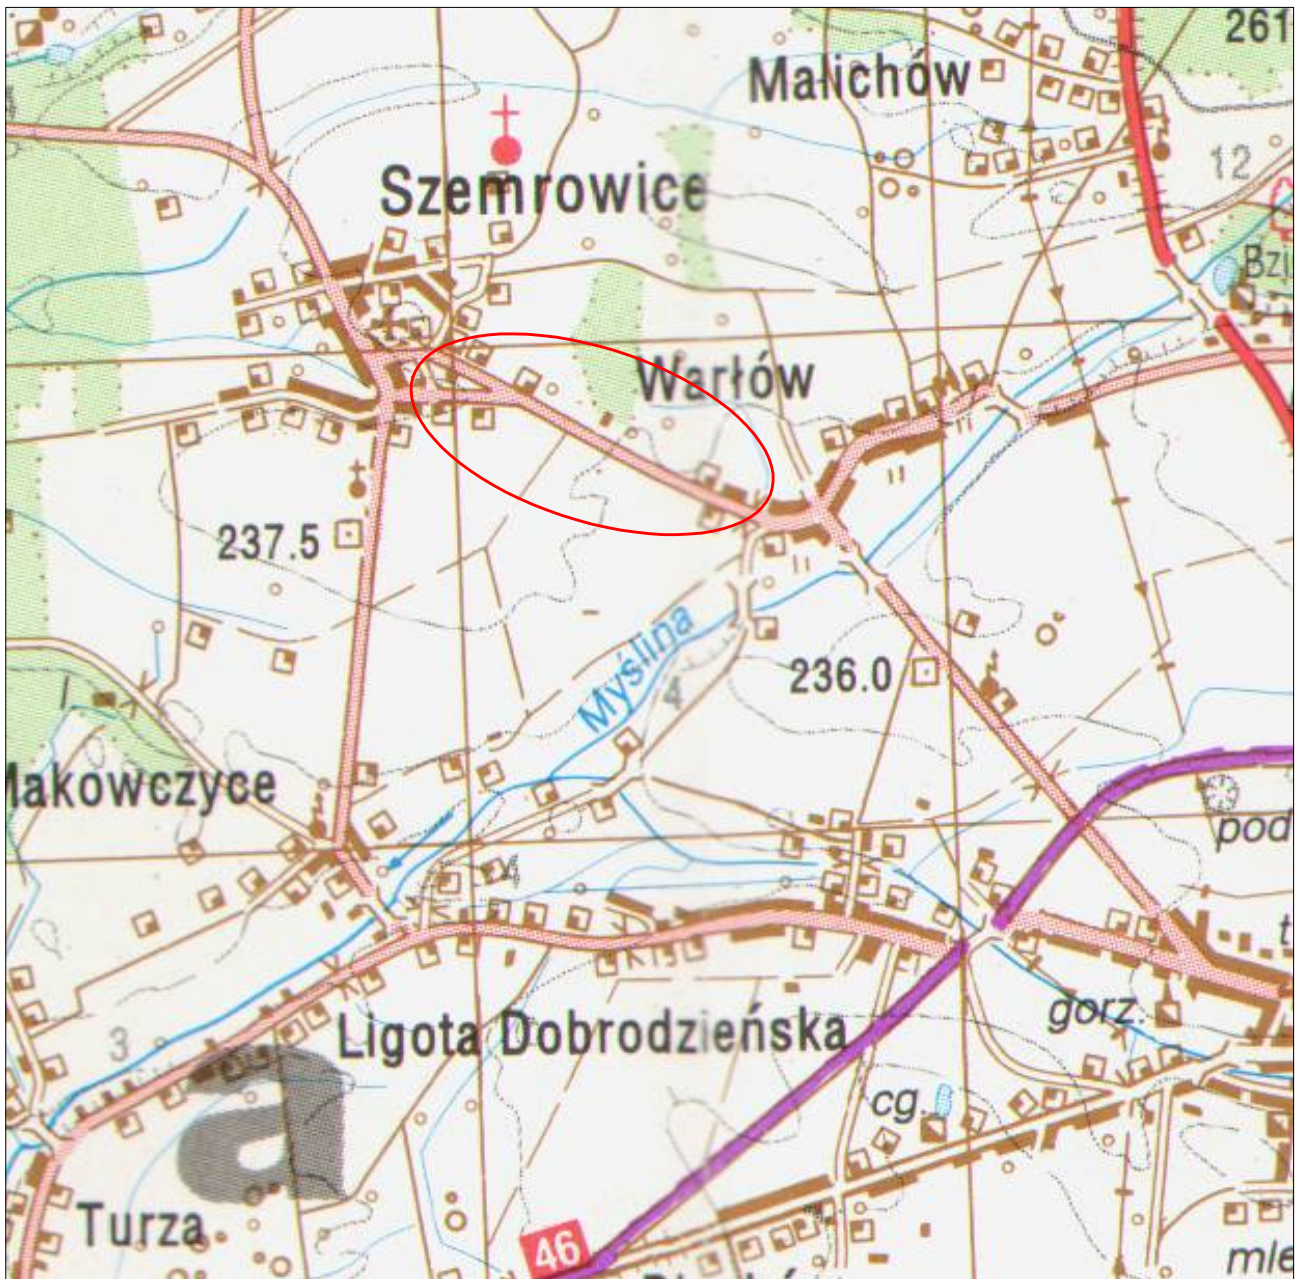 261
Malichów
12
Szemrowice
Bzi
Warłów
237.5
Myślina
236.0
4
Makowczyce
pod
Ligota Dobrodzieńska
gorz.
3
a
cg.
Turza
46
mle